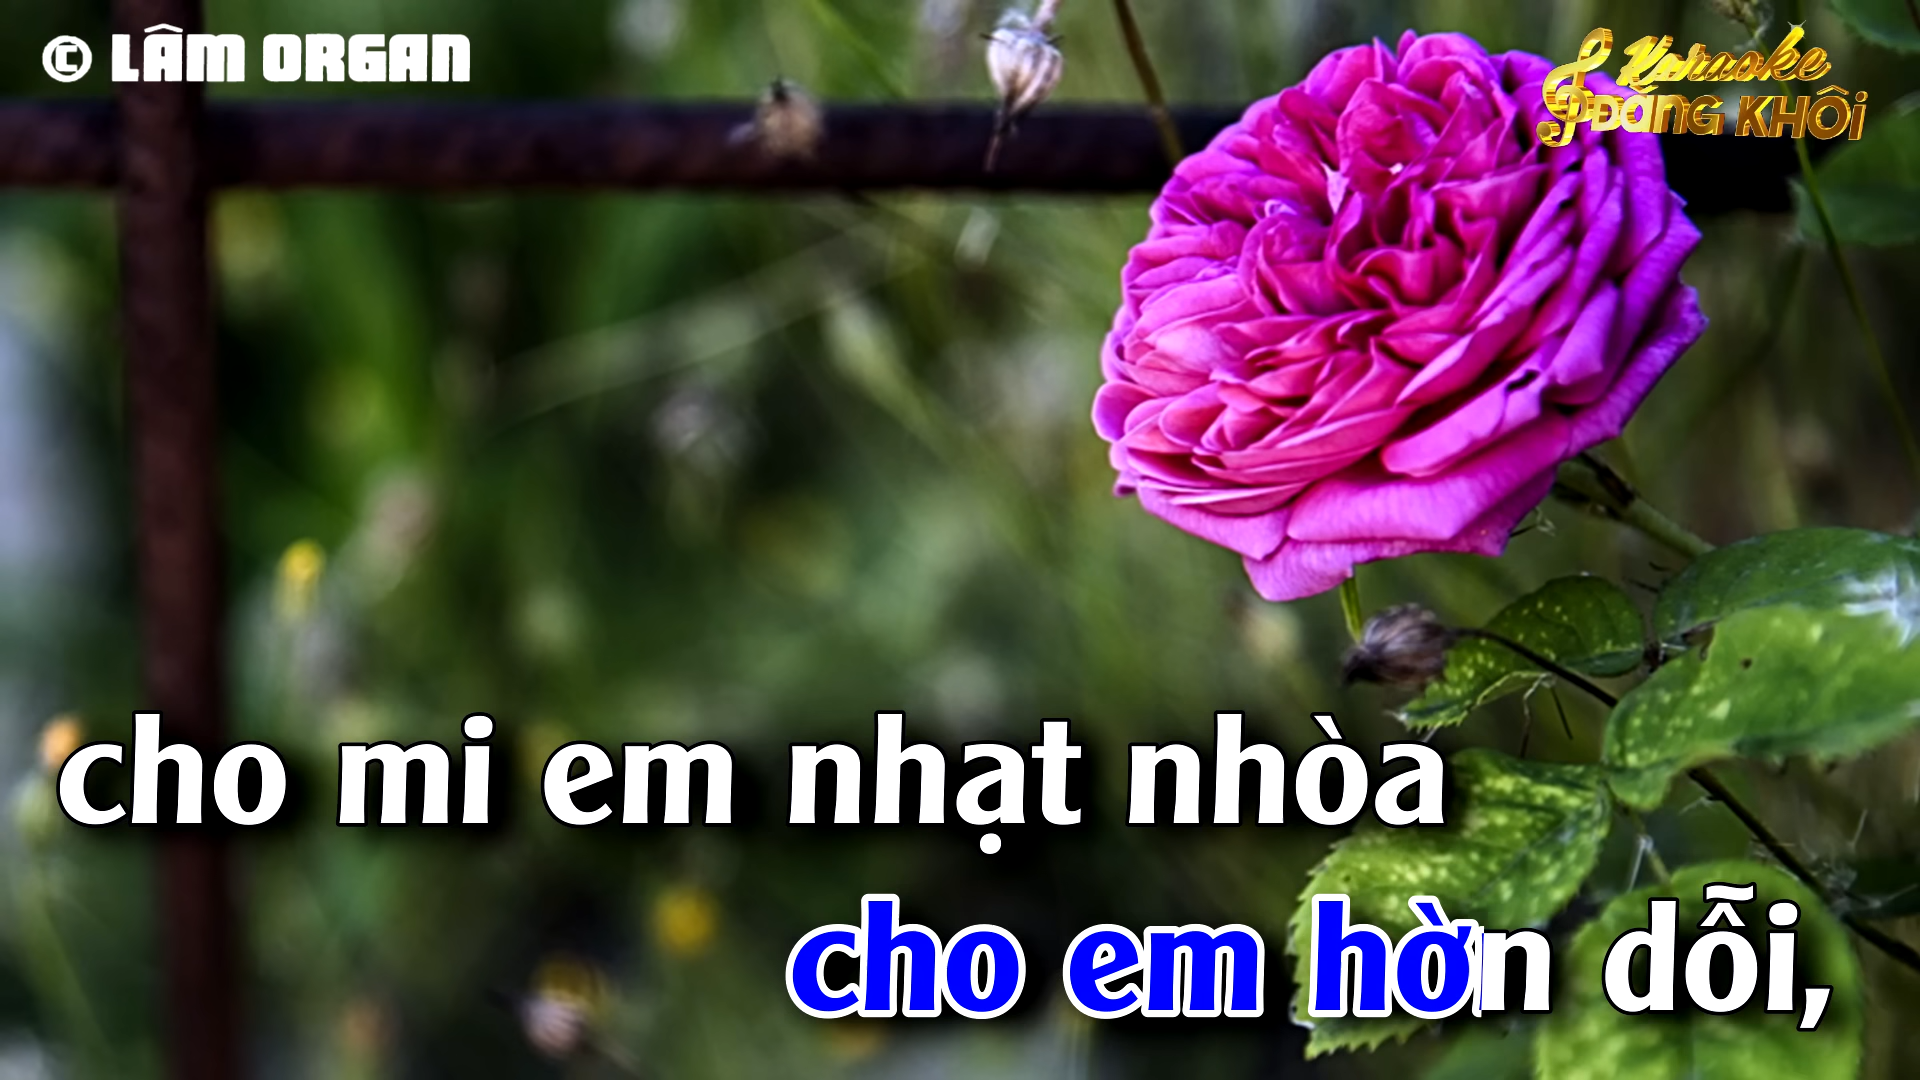 © LÂM ORGAN
Karaoke
ĐĂNG KHÔI
cho mi em nhạt nhòa
cho em hờn dỗi,